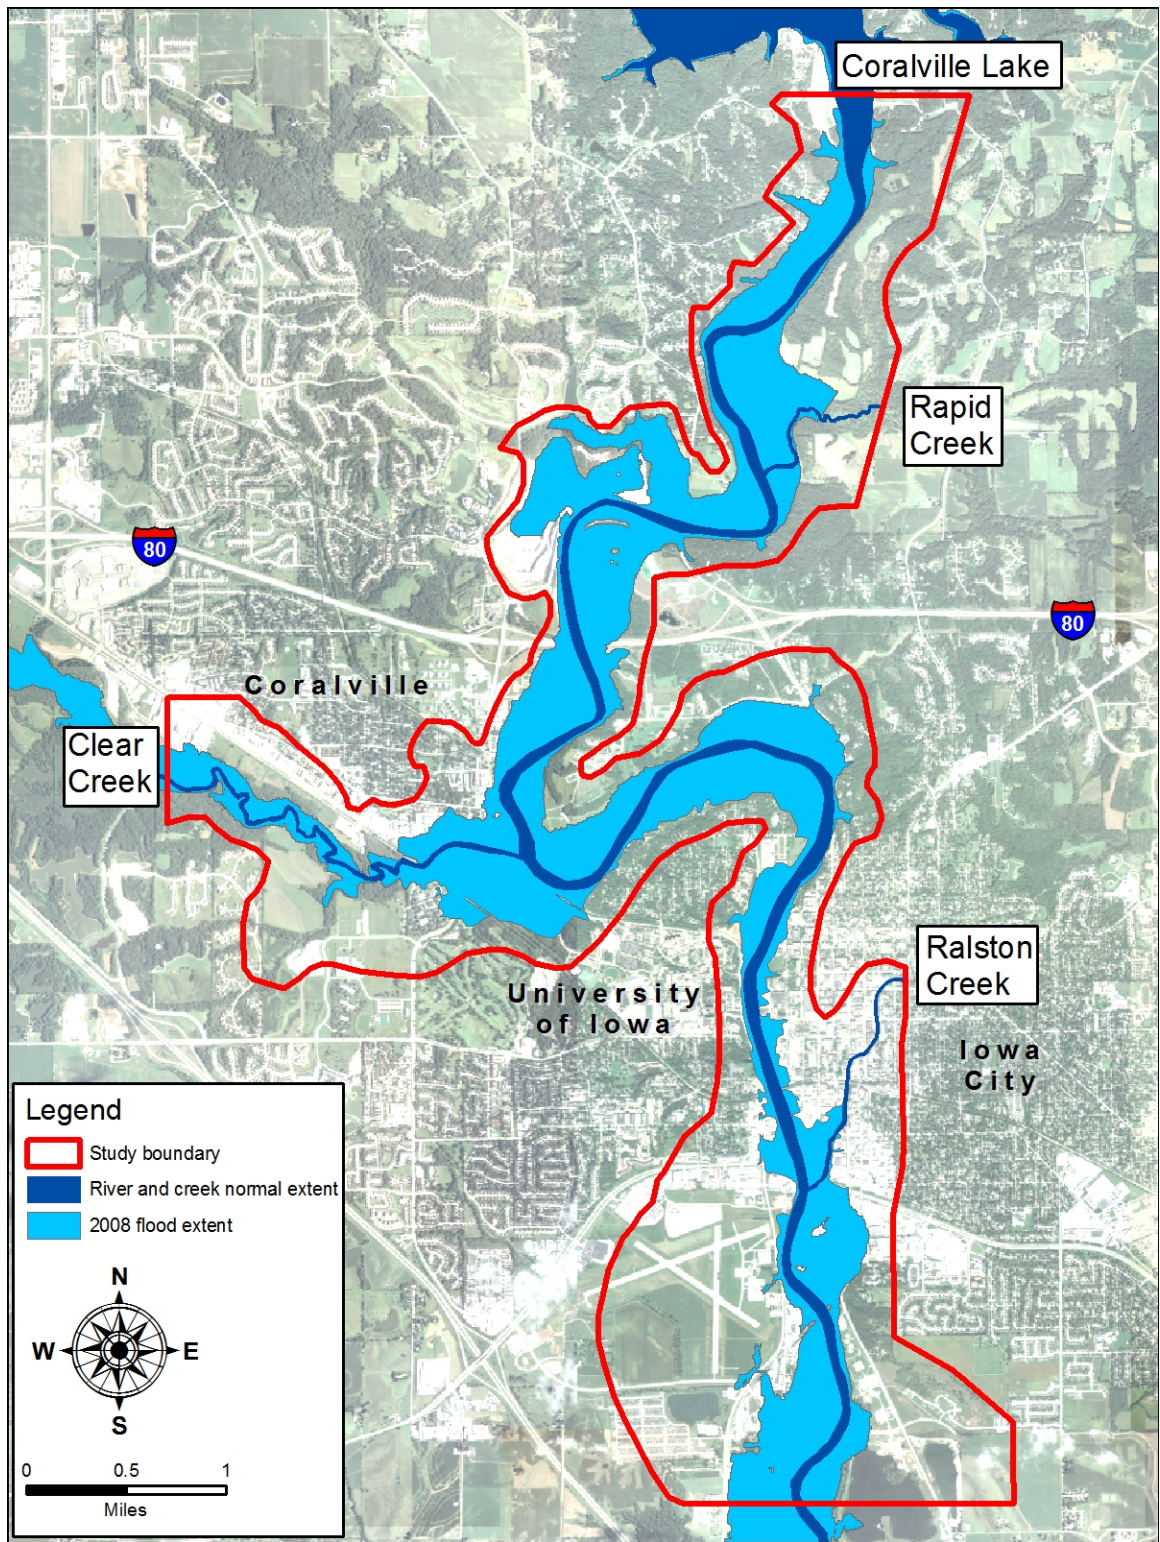 Coralville Lake
Rapid
Creek
80
80
Coralville
Clear
Creek
Ralston
Creek
University
of Iowa
Iowa
City
Legend
Study boundary
River and creek normal extent
2008 flood extent
N
W E
S
0 0.5 1
Miles